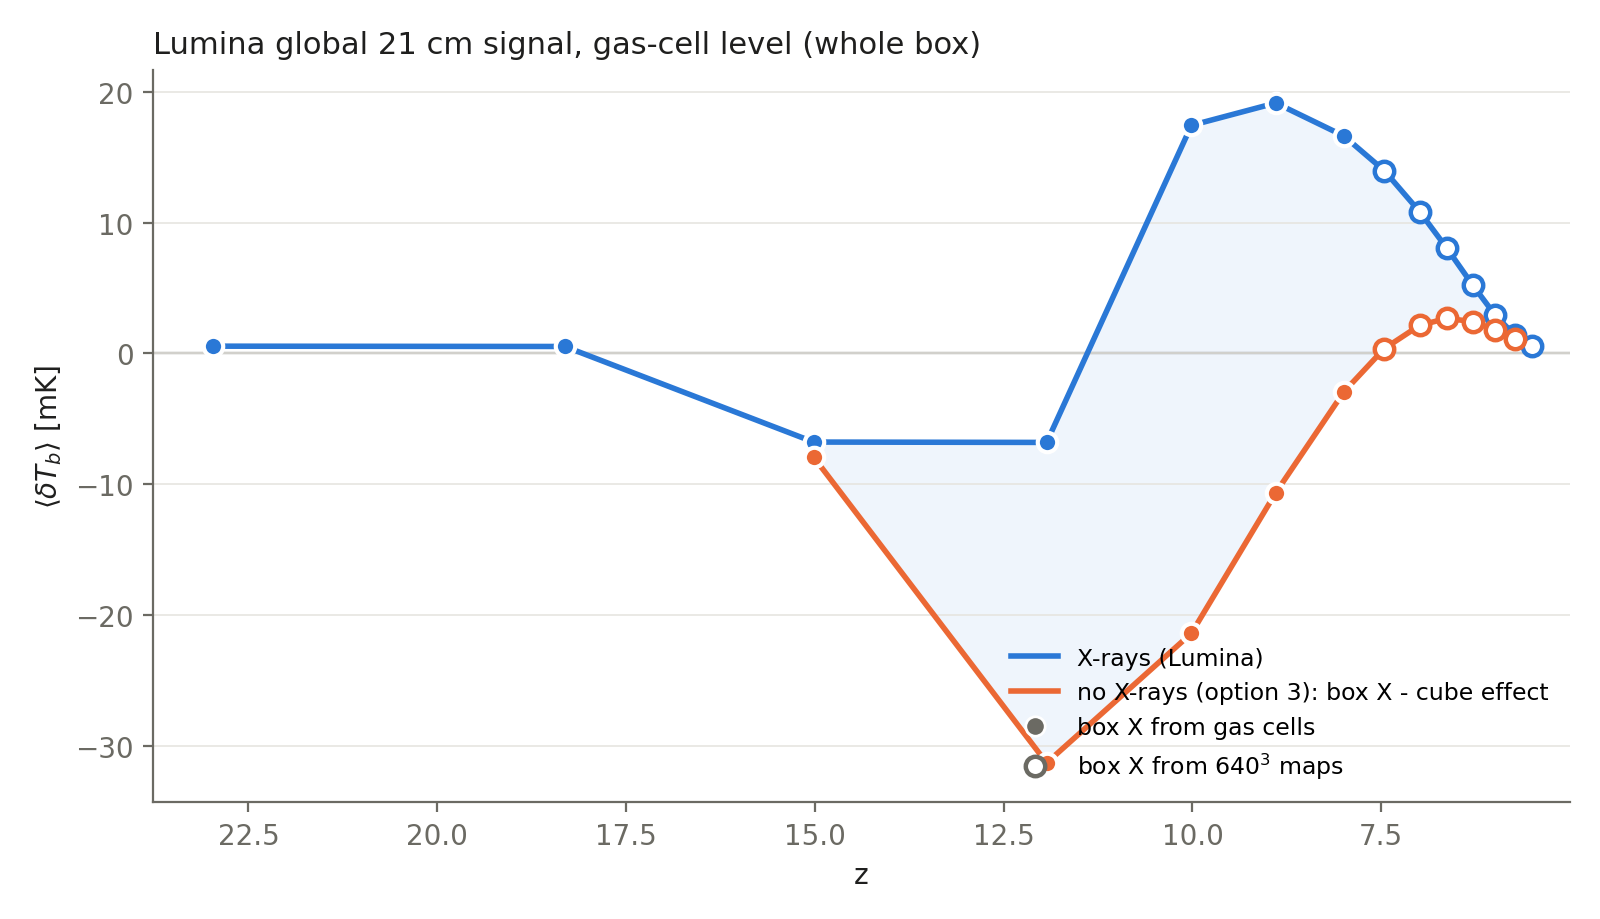 Lumina global 21 cm signal, gas-cell level (whole box)
20
10
0
−10
−20
−30
⟨δT_b⟩ [mK]
X-rays (Lumina)
no X-rays (option 3): box X - cube effect
box X from gas cells
box X from 640³ maps
22.5 20.0 17.5 15.0 12.5 10.0 7.5
z